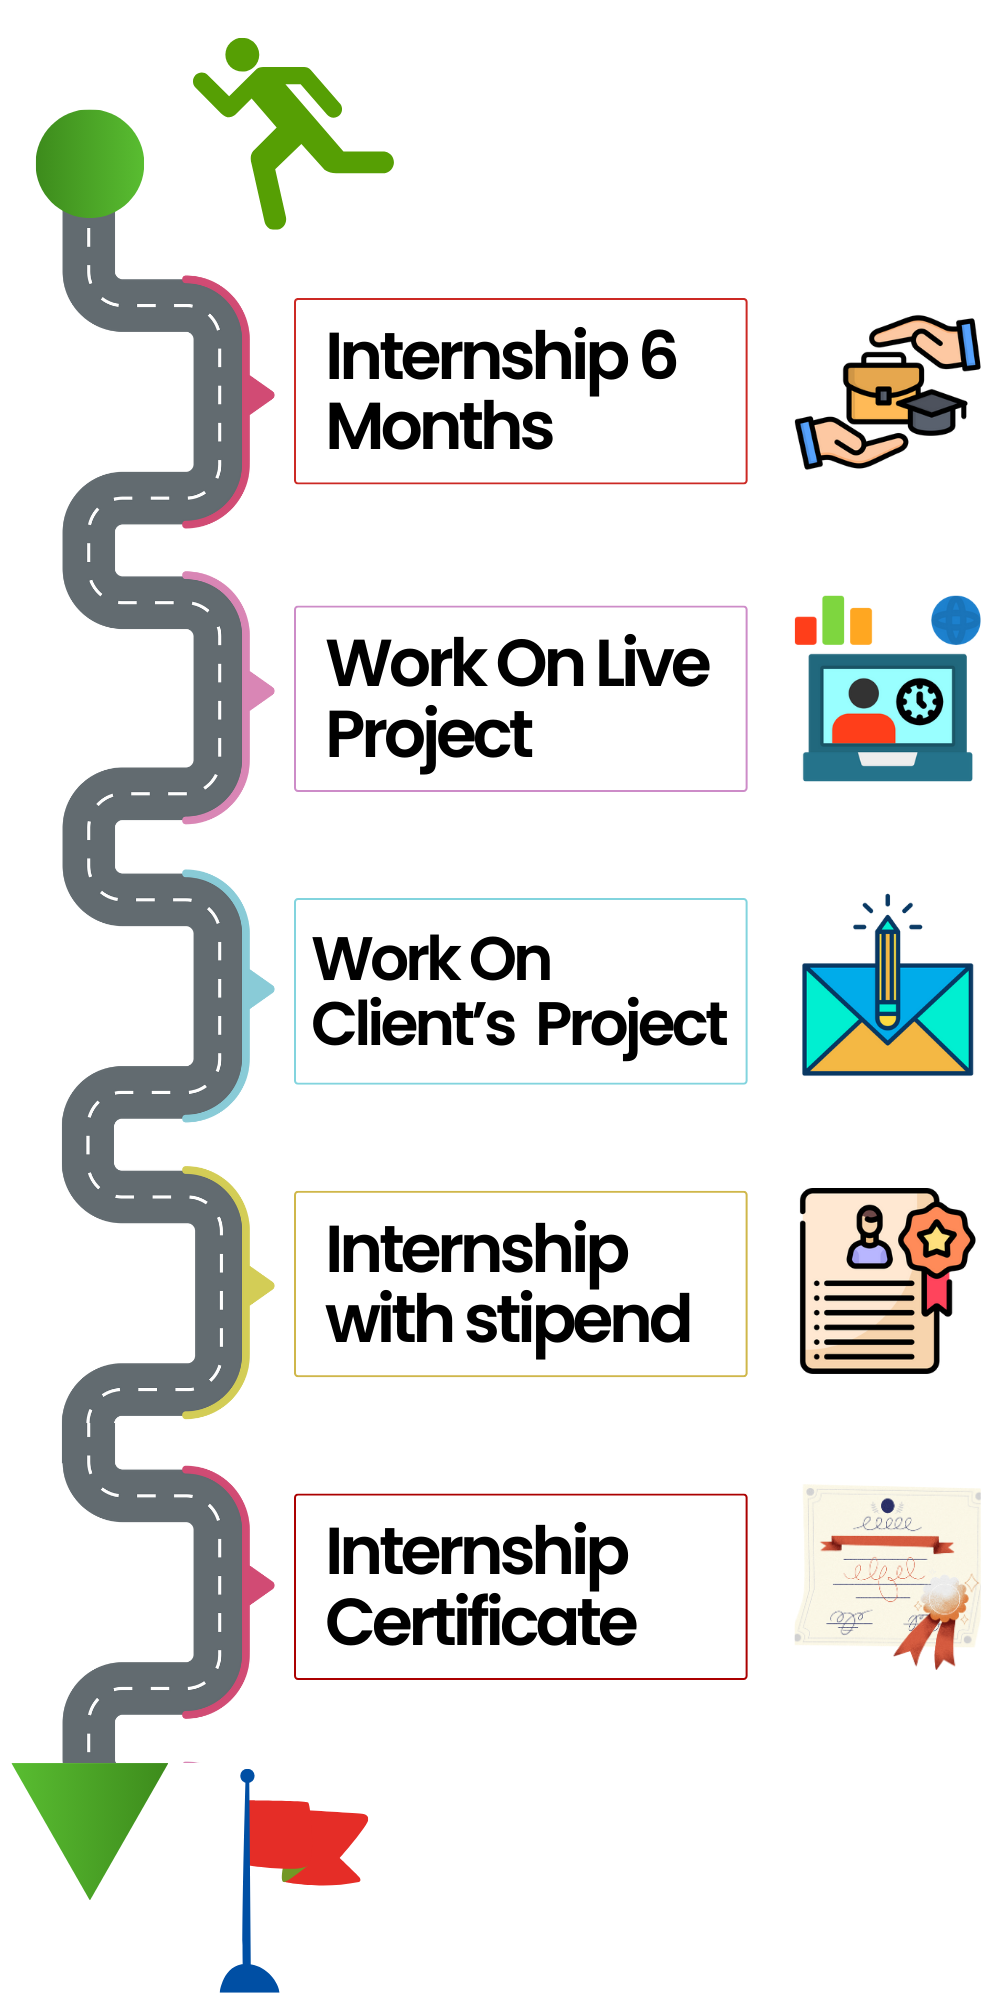 Internship 6
Months
Work On Live
Project
Work On
Client’s Project
Internship
with stipend
Internship
Certificate